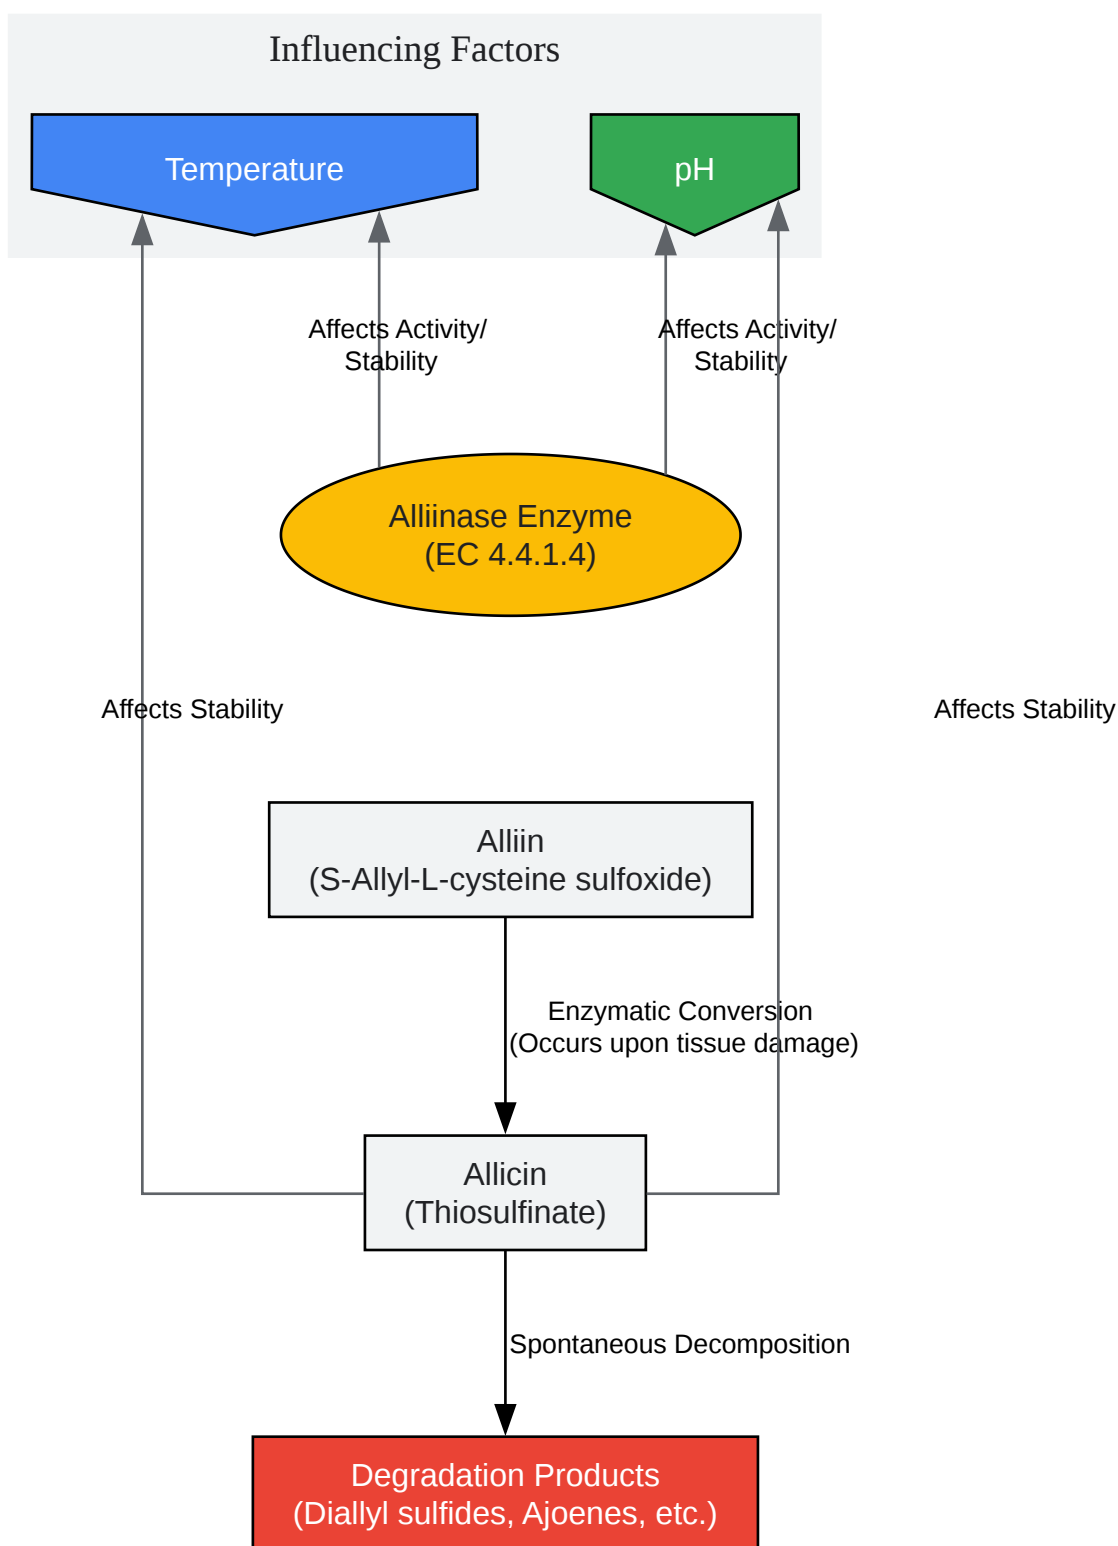 Influencing Factors
Temperature
pH
Affects Activity/
Stability
Affects Activity/
Stability
Alliinase Enzyme
(EC 4.4.1.4)
Affects Stability
Affects Stability
Alliin
(S-Allyl-L-cysteine sulfoxide)
Enzymatic Conversion
(Occurs upon tissue damage)
Allicin
(Thiosulfinate)
Spontaneous Decomposition
Degradation Products
(Diallyl sulfides, Ajoenes, etc.)